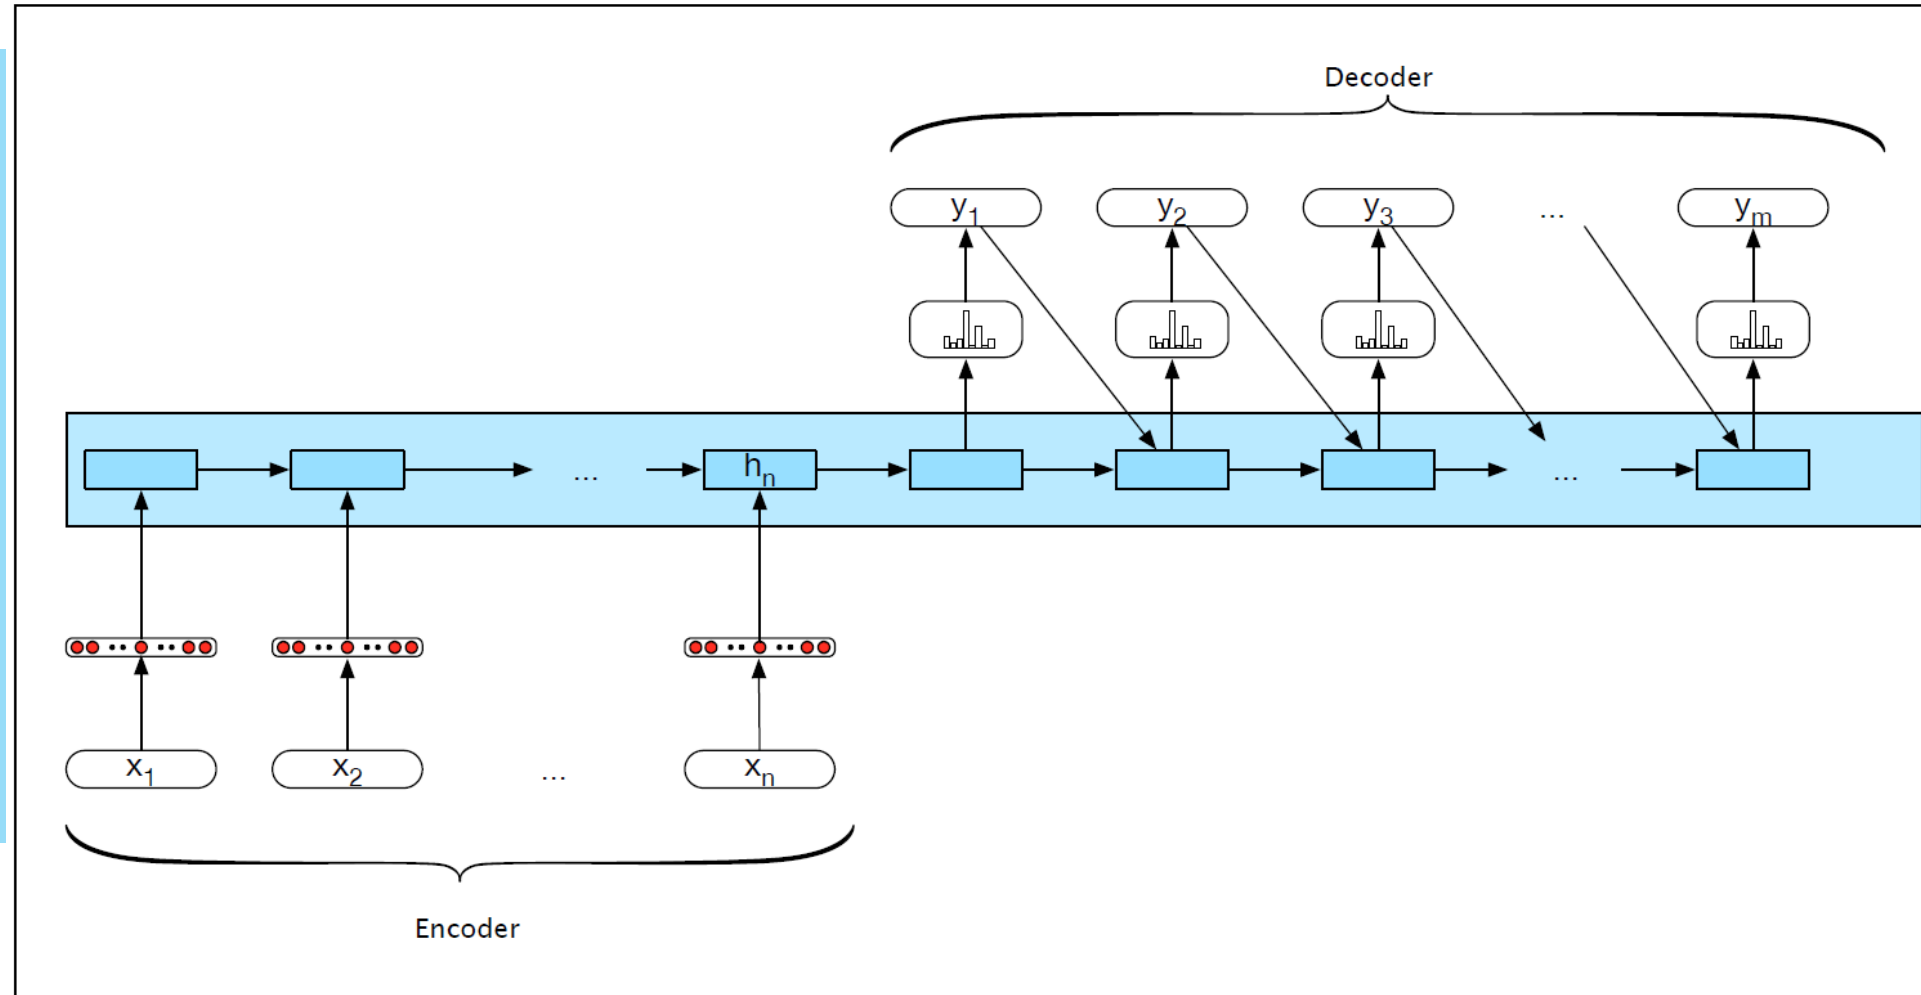 Decoder
y1 y2 y3 ... ym
... hn ...
x1 x2 ... xn
Encoder